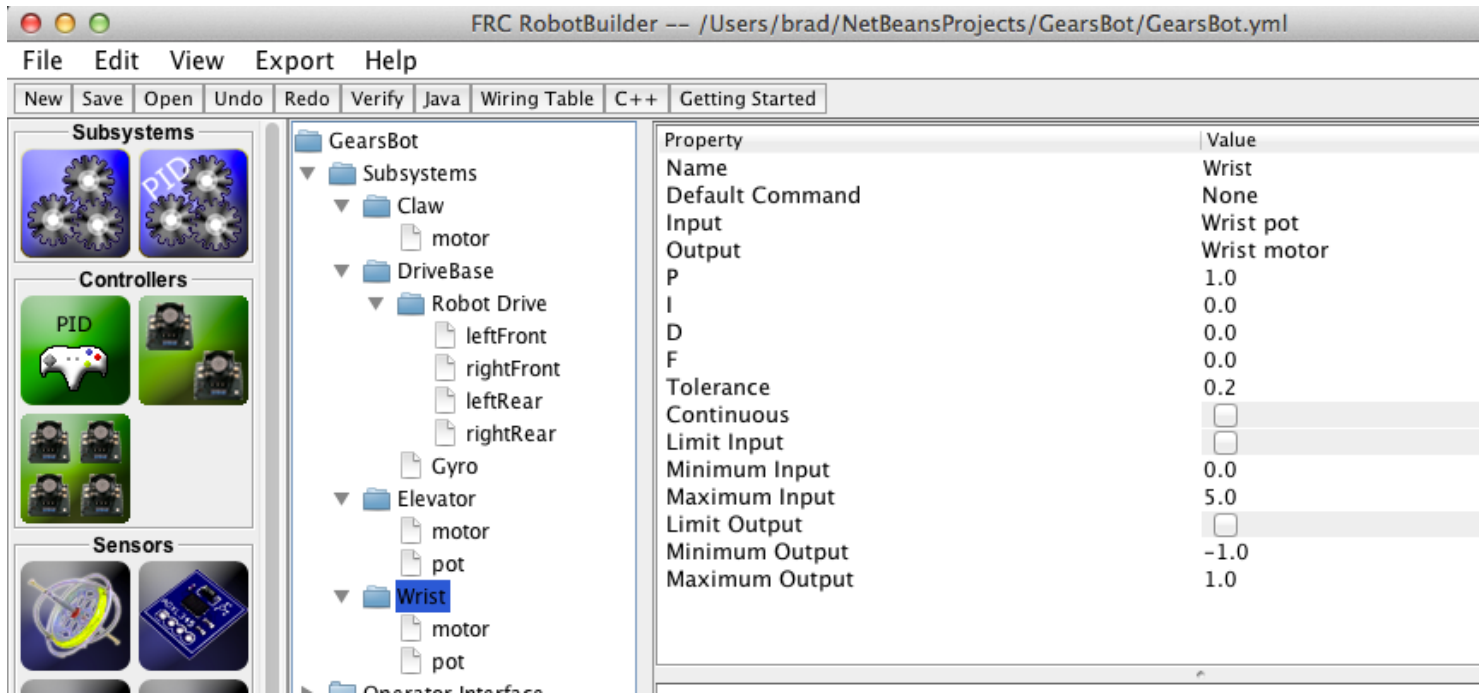 FRC RobotBuilder -- /Users/brad/NetBeansProjects/GearsBot/GearsBot.yml
File Edit View Export Help
New Save Open Undo Redo Verify Java Wiring Table C++ Getting Started
Subsystems
PID
Controllers
PID
Sensors
GearsBot
Subsystems
Claw
motor
DriveBase
Robot Drive
leftFront
rightFront
leftRear
rightRear
Gyro
Elevator
motor
pot
Wrist
motor
pot
Operator Interface
Property Value
Name Wrist
Default Command None
Input Wrist pot
Output Wrist motor
P 1.0
I 0.0
D 0.0
F 0.0
Tolerance 0.2
Continuous
Limit Input
Minimum Input 0.0
Maximum Input 5.0
Limit Output
Minimum Output -1.0
Maximum Output 1.0